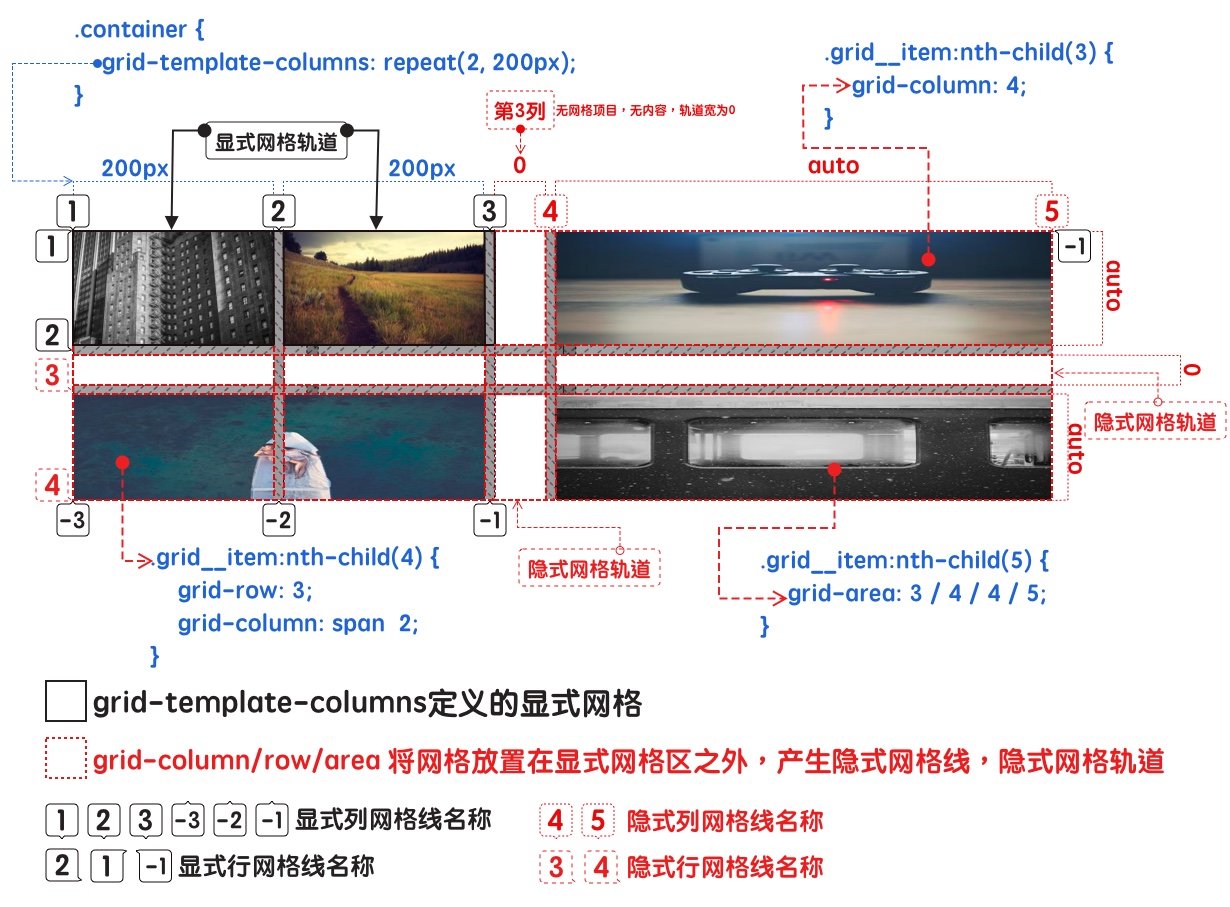 .container {
grid-template-columns: repeat(2, 200px);
}
.grid__item:nth-child(3) {
grid-column: 4;
}
第3列 无网格项目，无内容，轨道宽为0
显式网格轨道
200px 200px 0 auto
1 2 3 4 5
1 -1
auto
2
3 0
隐式网格轨道
auto
4
-3 -2 -1
隐式网格轨道
.grid__item:nth-child(4) {
grid-row: 3;
grid-column: span 2;
}
.grid__item:nth-child(5) {
grid-area: 3 / 4 / 4 / 5;
}
grid-template-columns定义的显式网格
grid-column/row/area 将网格放置在显式网格区之外，产生隐式网格线，隐式网格轨道
1 2 3 -3 -2 -1 显式列网格线名称 4 5 隐式列网格线名称
2 1 -1 显式行网格线名称 3 4 隐式行网格线名称